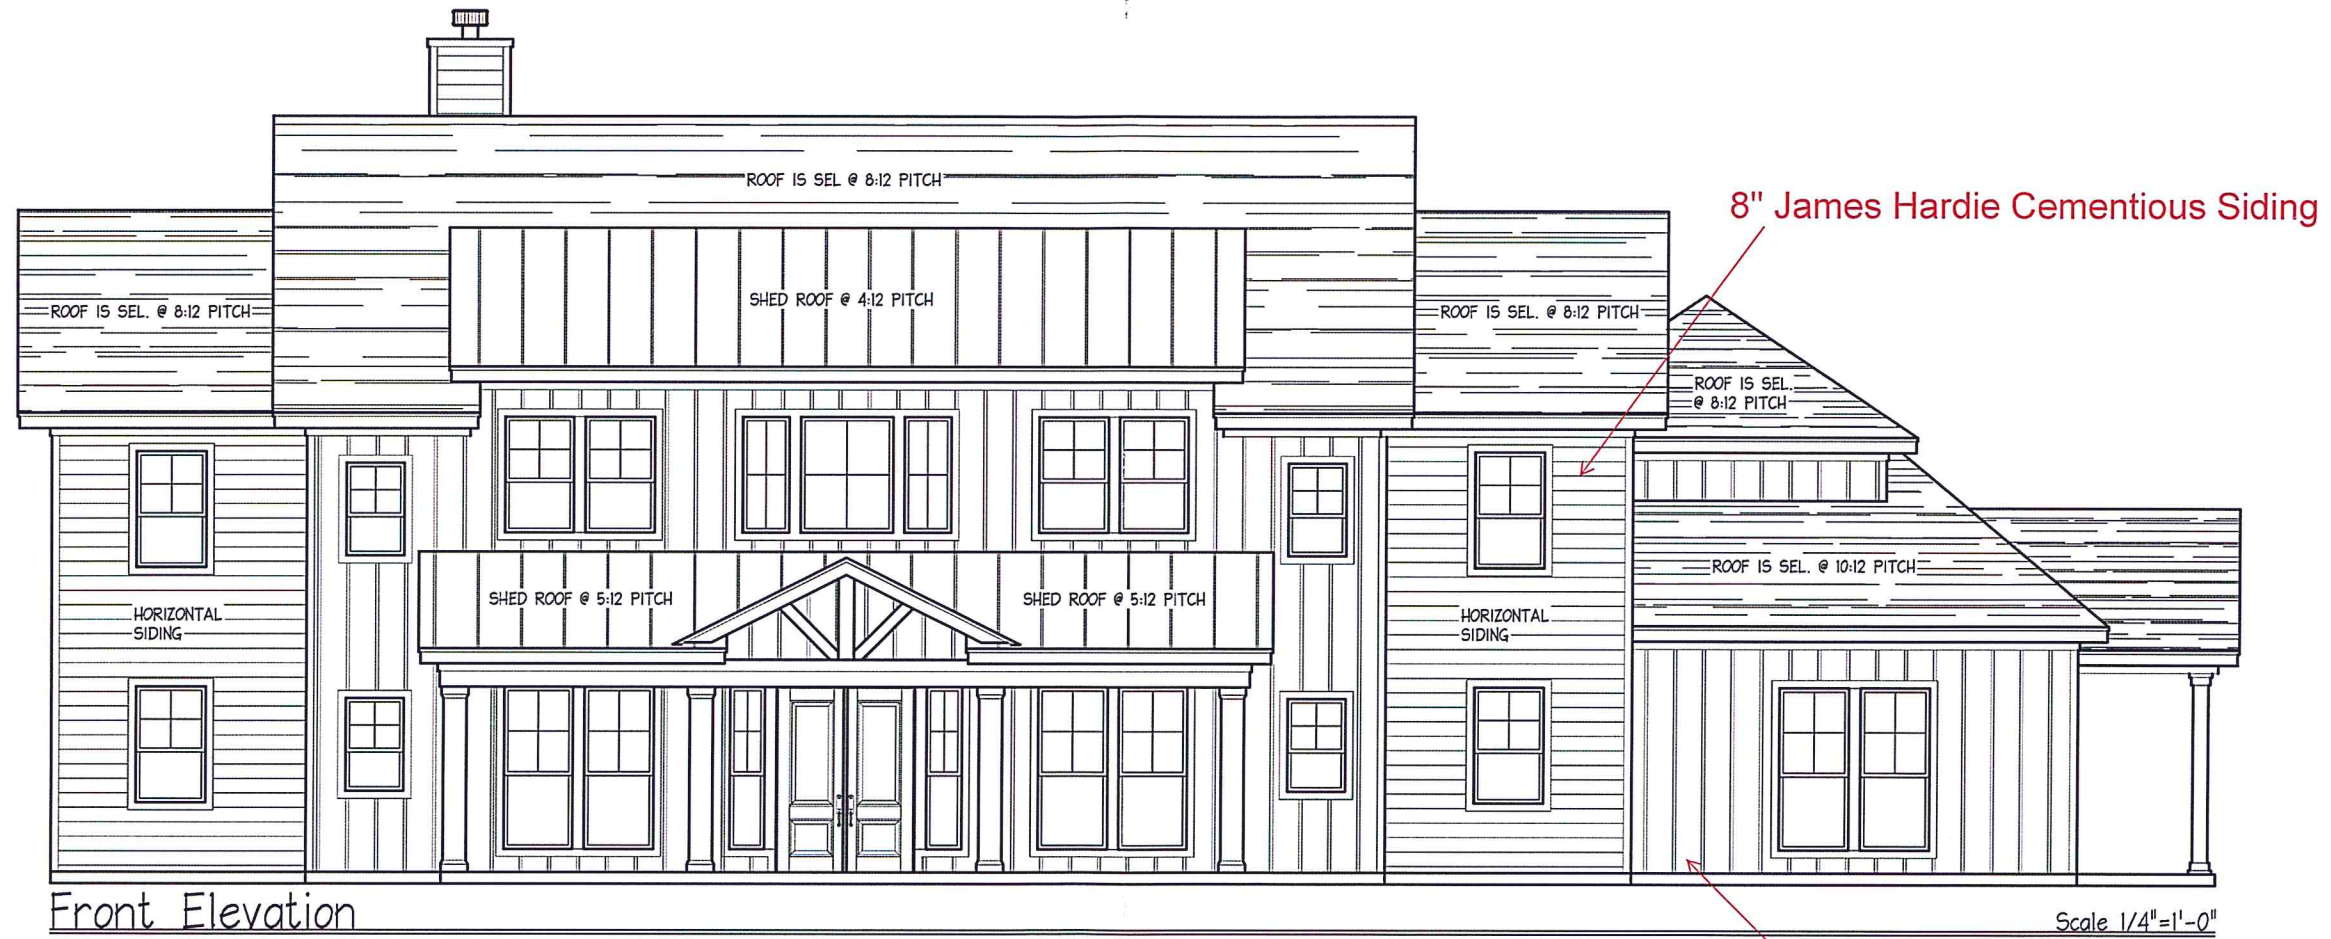 ROOF IS SEL @ 8:12 PITCH
8" James Hardie Cementious Siding
SHED ROOF @ 4:12 PITCH
ROOF IS SEL. @ 8:12 PITCH
ROOF IS SEL. @ 8:12 PITCH
ROOF IS SEL.
@ 8:12 PITCH
ROOF IS SEL. @ 10:12 PITCH
SHED ROOF @ 5:12 PITCH
SHED ROOF @ 5:12 PITCH
HORIZONTAL
SIDING
HORIZONTAL
SIDING
Front Elevation
Scale 1/4"=1'-0"